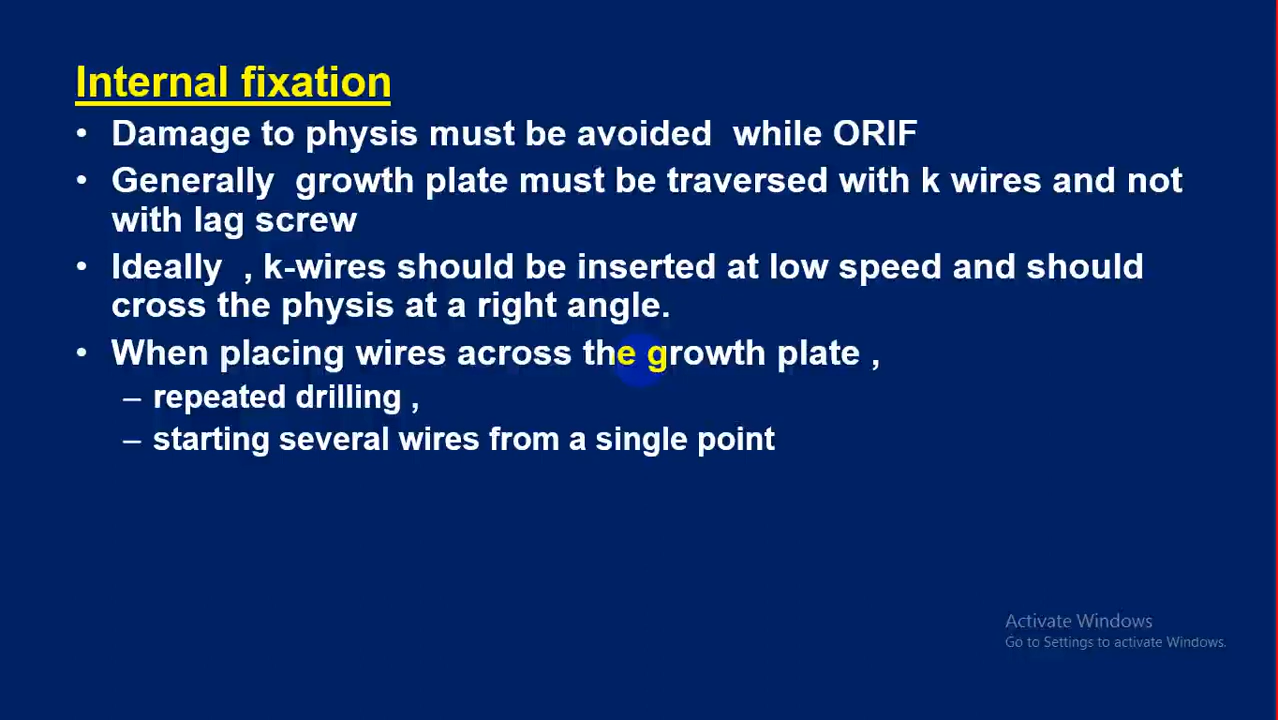 Internal fixation
• Damage to physis must be avoided  while ORIF
• Generally  growth plate must be traversed with k wires and not
with lag screw
• Ideally  , k-wires should be inserted at low speed and should
cross the physis at a right angle.
• When placing wires across the growth plate ,
– repeated drilling ,
– starting several wires from a single point
Activate Windows
Go to Settings to activate Windows.